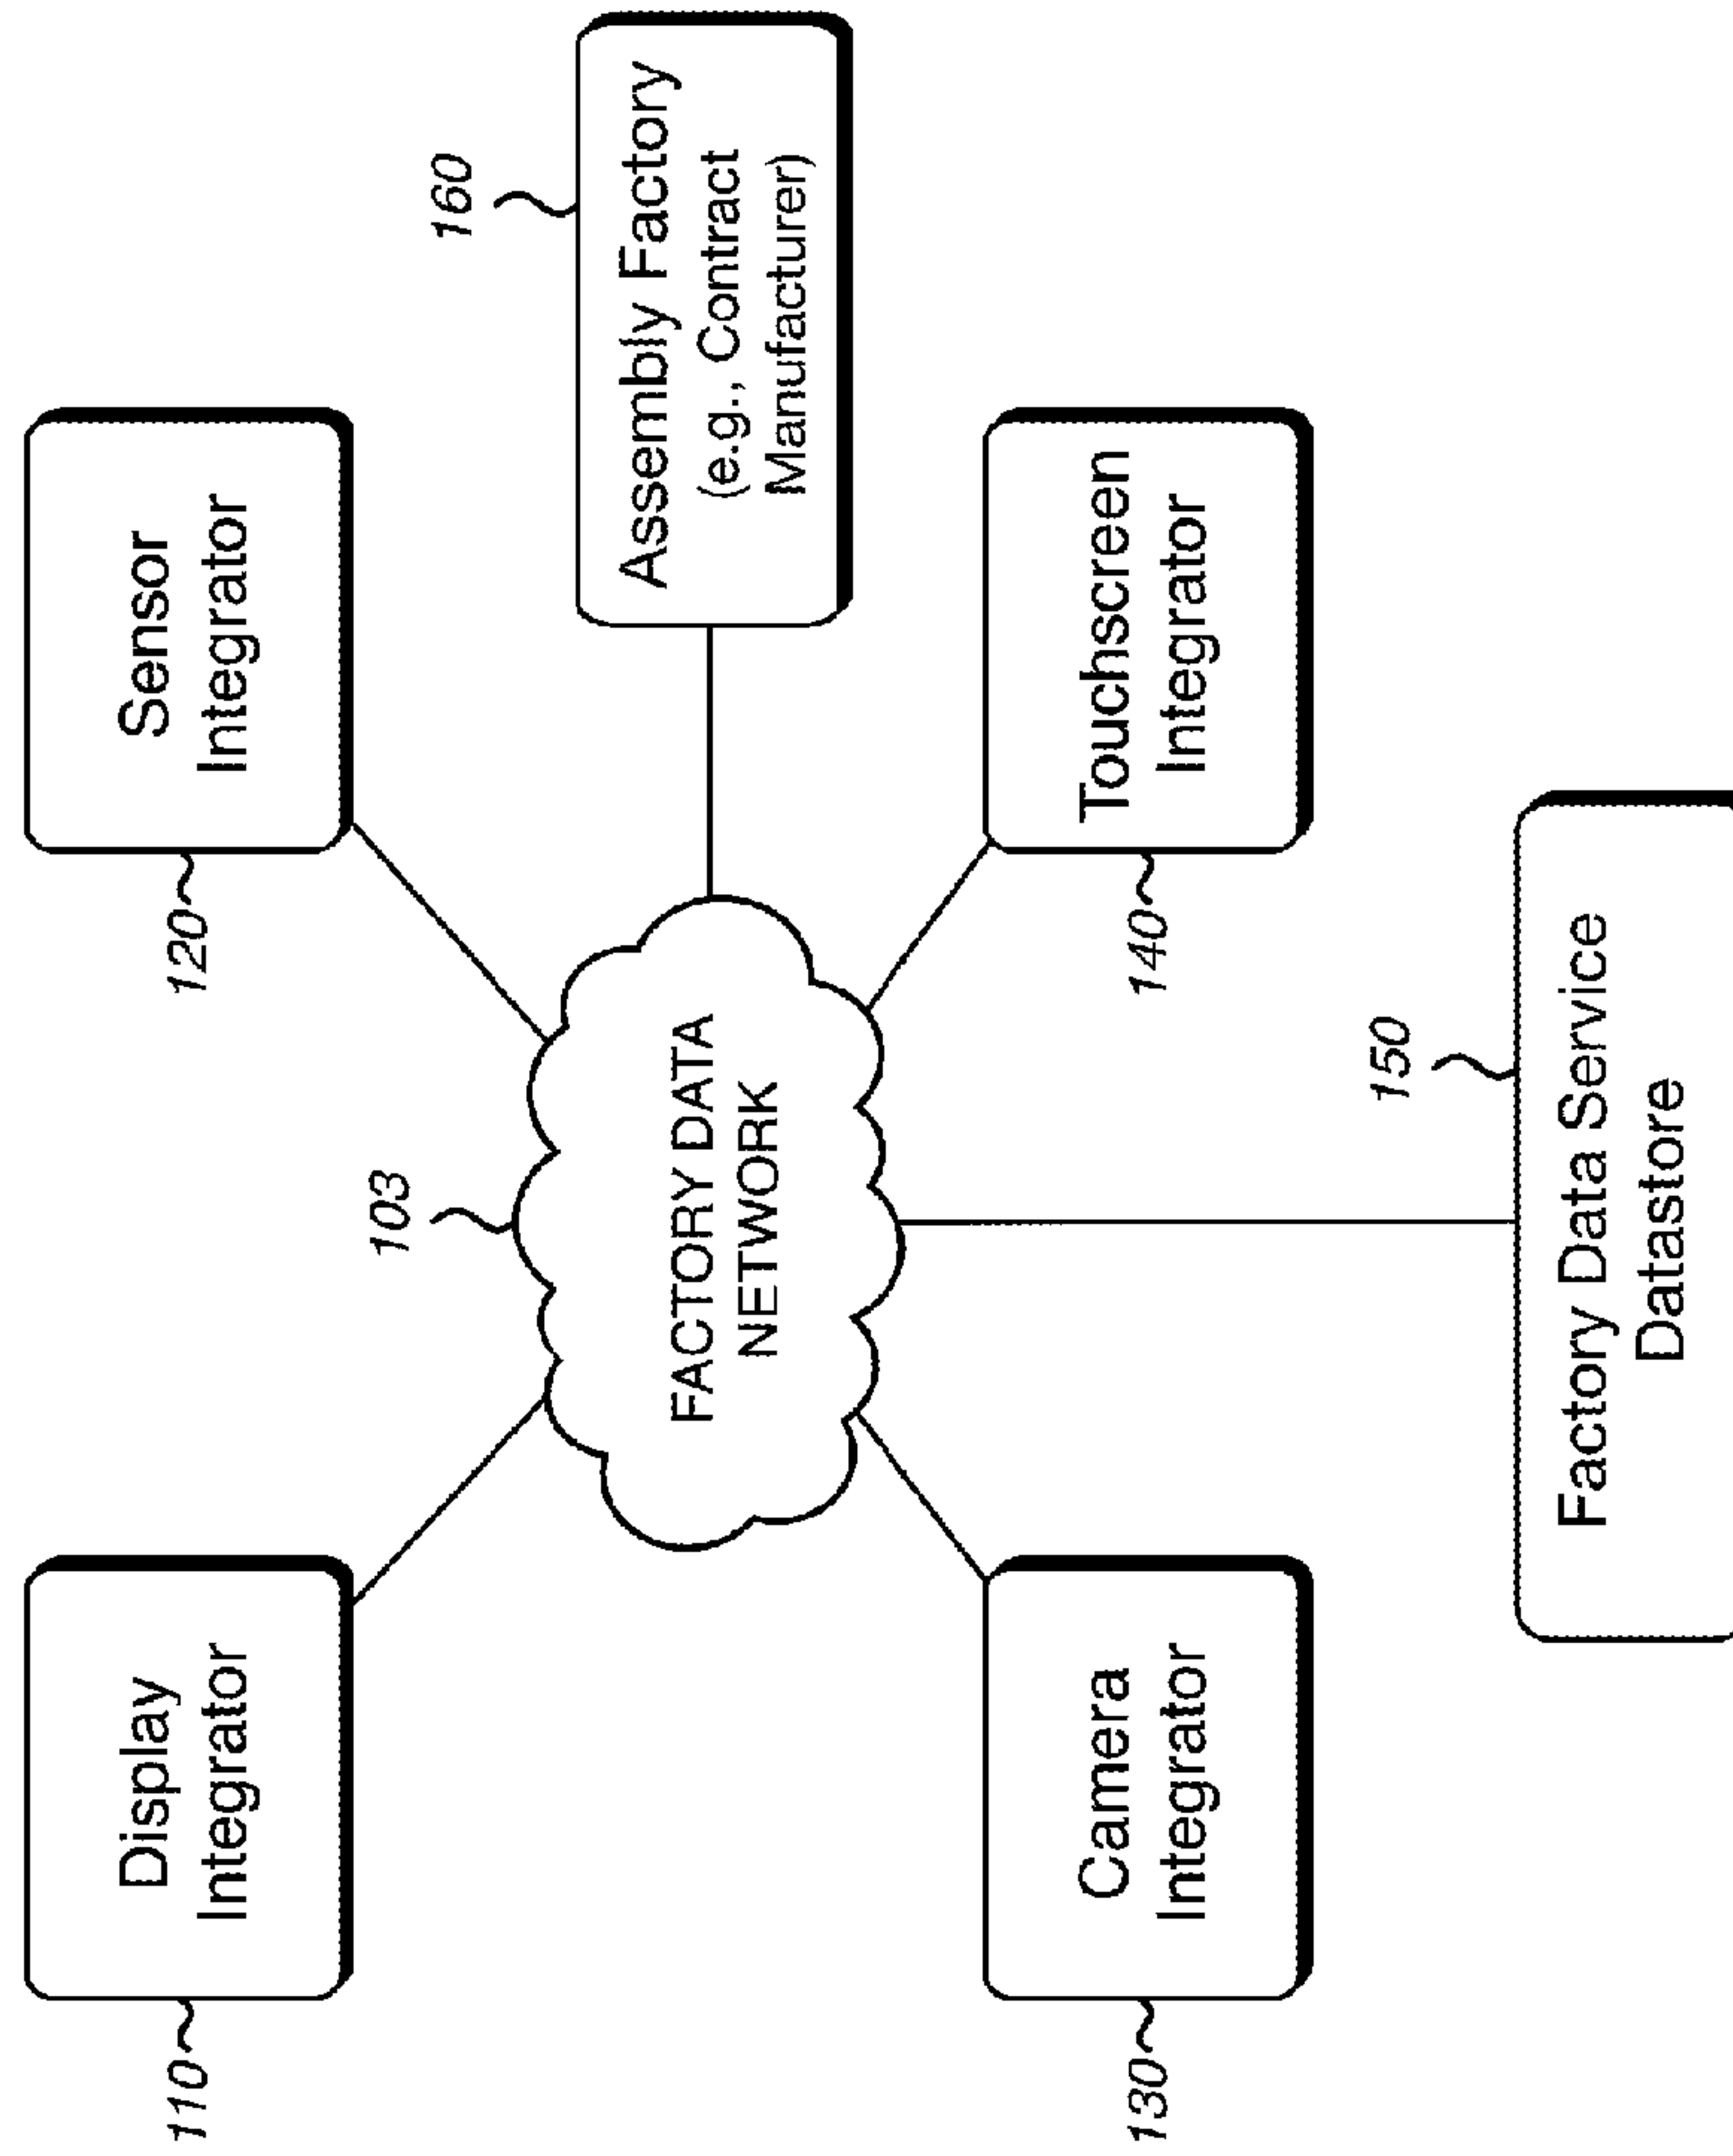 110
Display
Integrator
120
Sensor
Integrator
103
FACTORY DATA
NETWORK
160
Assembly Factory
(e.g., Contract
Manufacturer)
130
Camera
Integrator
140
Touchscreen
Integrator
150
Factory Data Service
Datastore